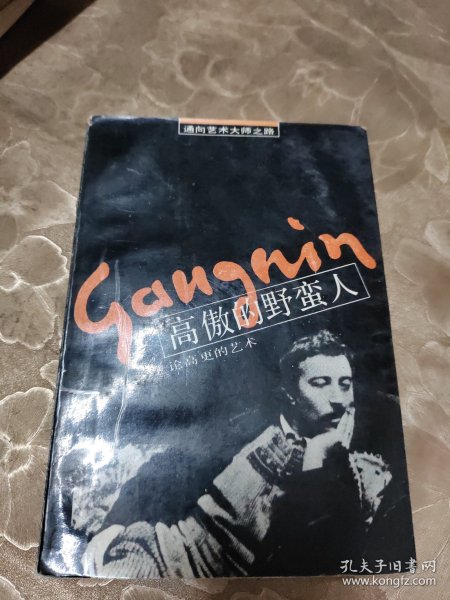 通向艺术大师之路
Gaugnin
高傲的野蛮人
论高更的艺术
孔夫子旧书网
www.kongfz.com